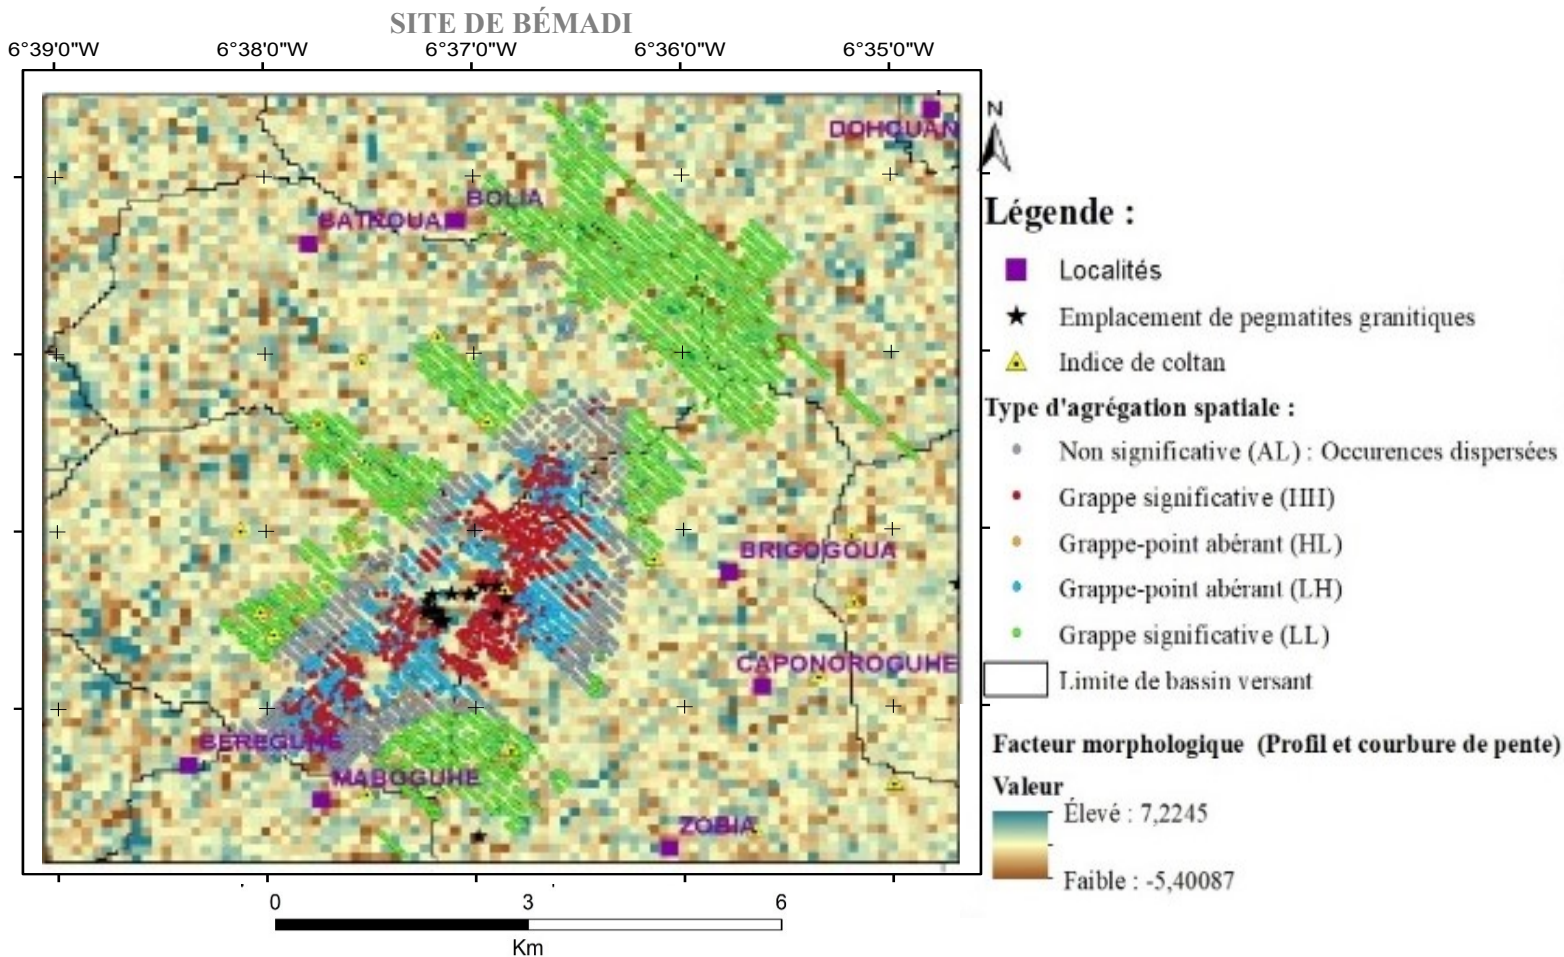 SITE DE BÉMADI
6°39'0"W 6°38'0"W 6°37'0"W 6°36'0"W 6°35'0"W
DOHOUAN
N
BOLIA
BATROUA
BRIGOGOUA
CAPONOROGUHE
BEREGUHE
MABOGUHE
ZOBIA
Légende :
Localités
Emplacement de pegmatites granitiques
Indice de coltan
Type d'agrégation spatiale :
Non significative (AL) : Occurences dispersées
Grappe significative (HH)
Grappe-point abérant (HL)
Grappe-point abérant (LH)
Grappe significative (LL)
Limite de bassin versant
Facteur morphologique (Profil et courbure de pente)
Valeur
Élevé : 7,2245
Faible : -5,40087
0 3 6
Km